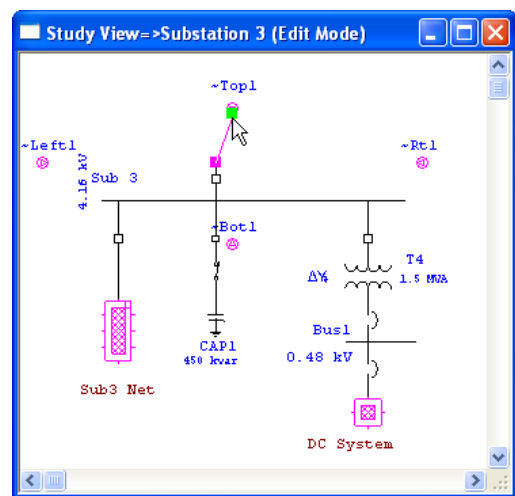 Study View=>Substation 3 (Edit Mode)
~Top1
~Left1
~Rt1
4.16 kV
Sub 3
~Bot1
T4
1.5 MVA
Bus1
0.48 kV
CAP1
450 kvar
Sub3 Net
DC System